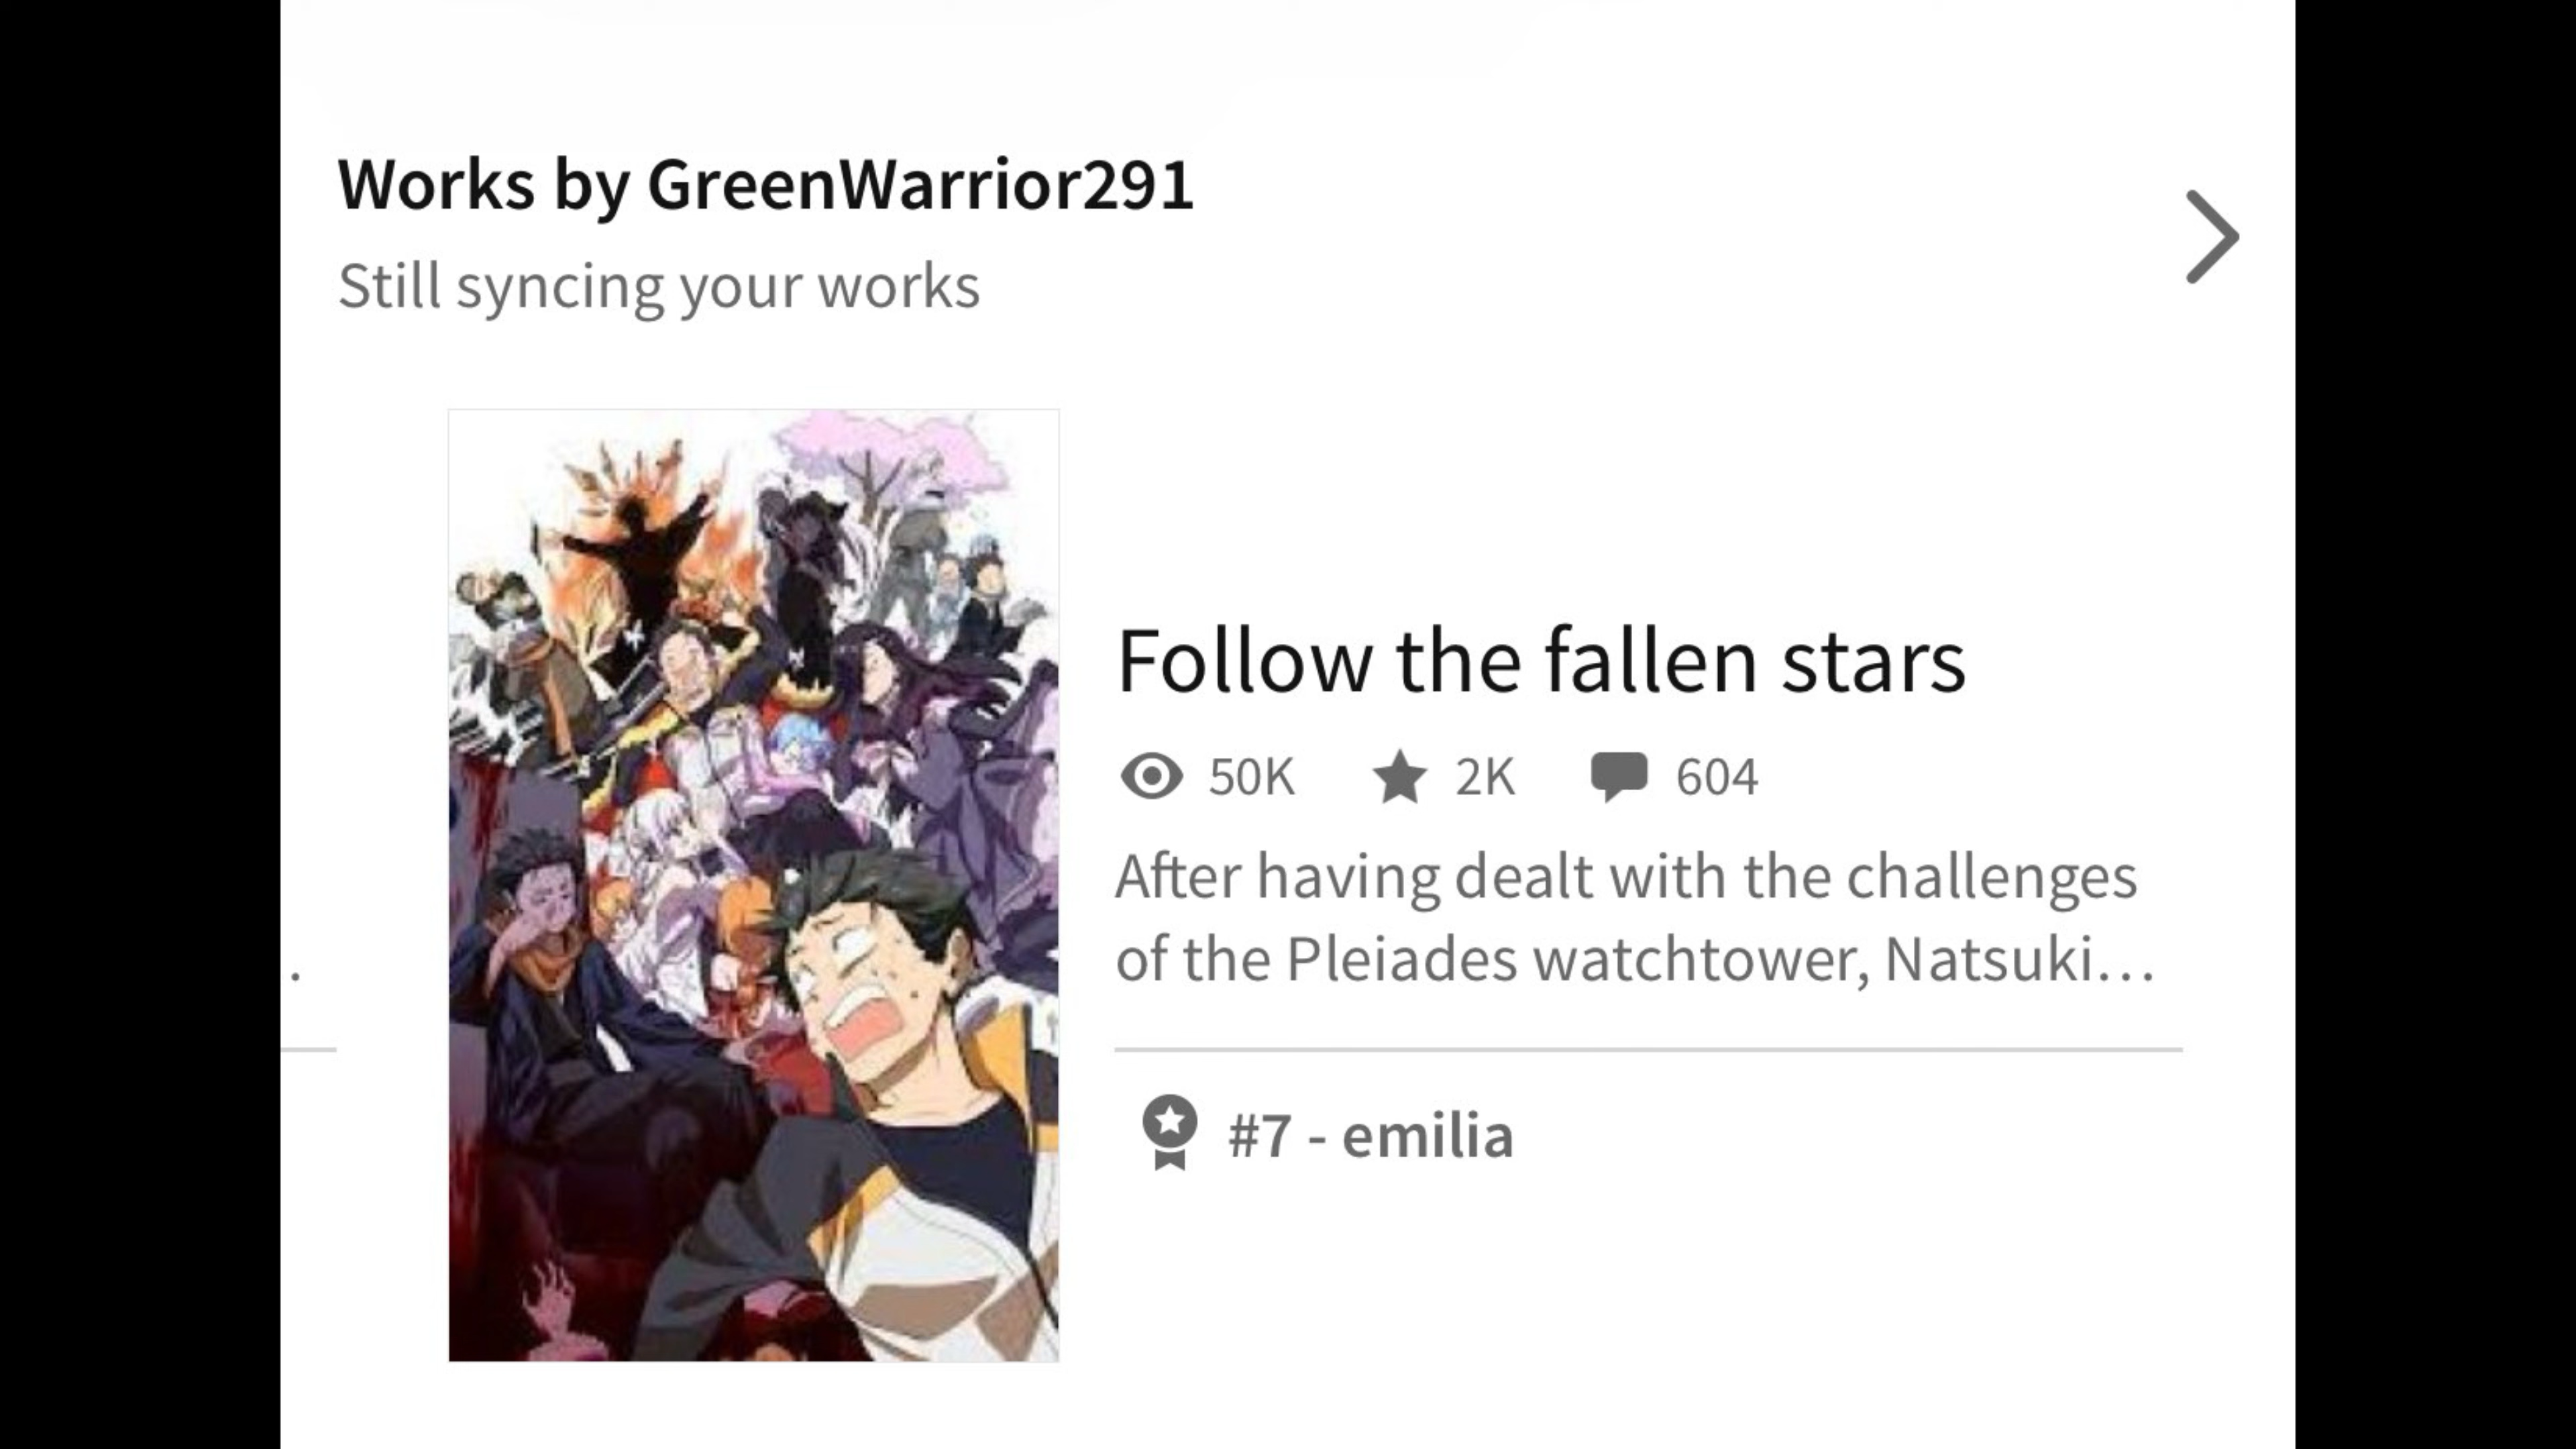 Works by GreenWarrior291
Still syncing your works
Follow the fallen stars
50K 2K 604
After having dealt with the challenges
of the Pleiades watchtower, Natsuki...
.
#7 - emilia